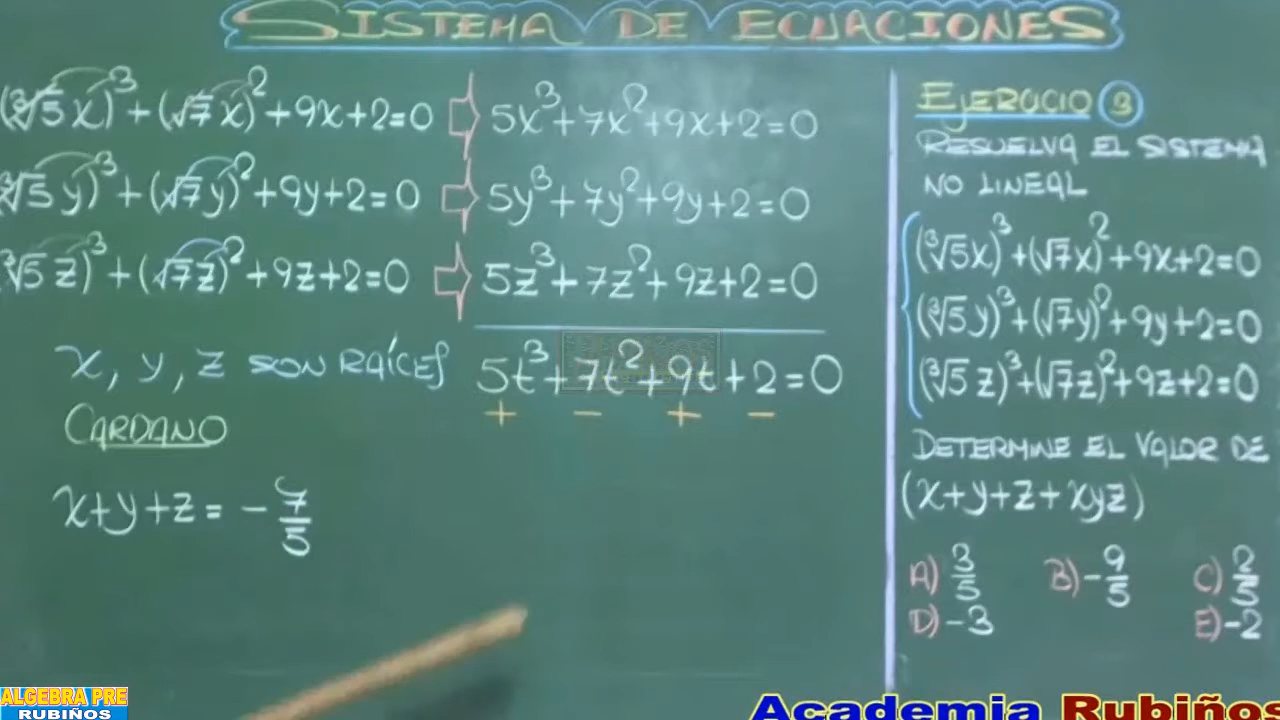 SISTEMA DE ECUACIONES
(∛5 x)³ + (√7 x)² + 9x + 2 = 0 ⇨ 5x³ + 7x² + 9x + 2 = 0
(∛5 y)³ + (√7 y)² + 9y + 2 = 0 ⇨ 5y³ + 7y² + 9y + 2 = 0
(∛5 z)³ + (√7 z)² + 9z + 2 = 0 ⇨ 5z³ + 7z² + 9z + 2 = 0
x, y, z SON RAÍCES 5t³ + 7t² + 9t + 2 = 0
+ − + −
CARDANO
x + y + z = − 7/5
EJERCICIO 3
RESUELVA EL SISTEMA
NO LINEAL
(∛5x)³ + (√7x)² + 9x + 2 = 0
(∛5y)³ + (√7y)² + 9y + 2 = 0
(∛5 z)³ + (√7z)² + 9z + 2 = 0
DETERMINE EL VALOR DE
(x + y + z + xyz)
A) 3/5 B) −9/5 C) 2/5
D) −3 E) −2
ALGEBRA PRE
RUBIÑOS
Academia Rubiños